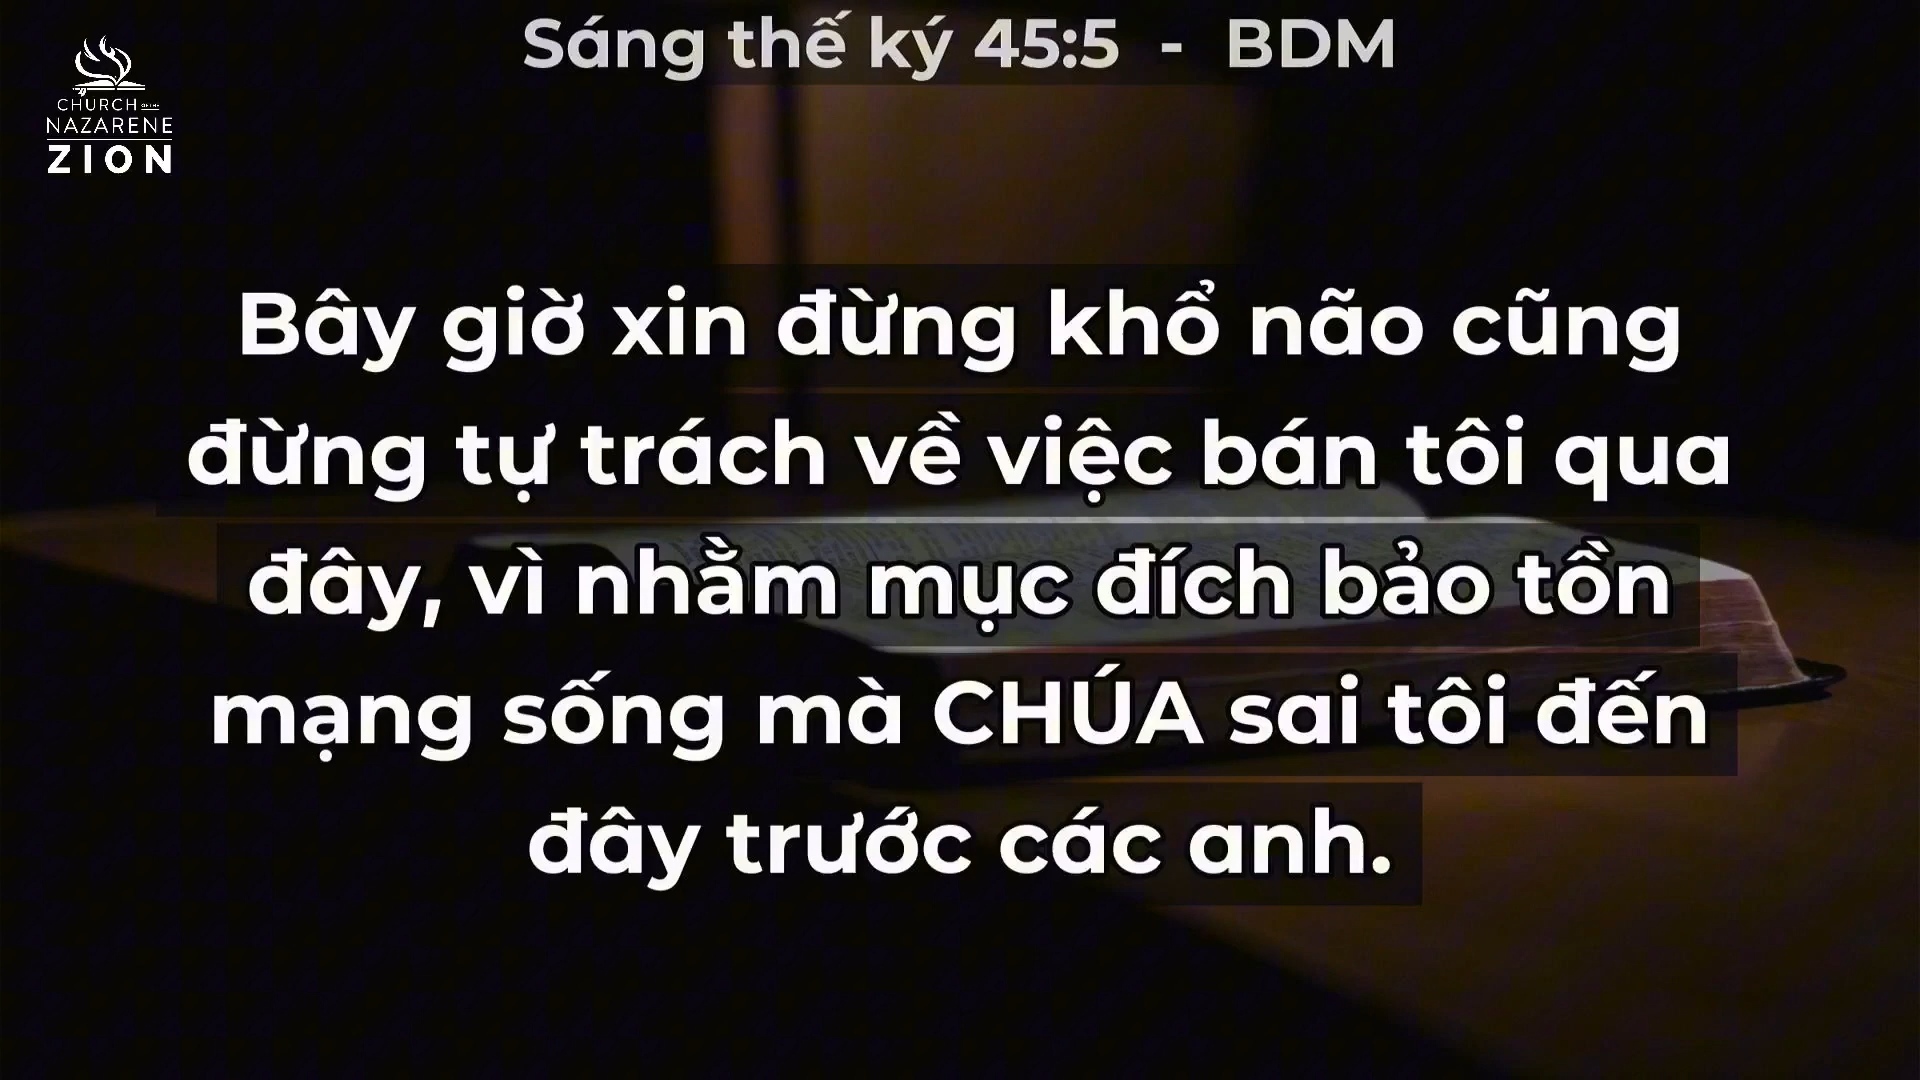 Sáng thế ký 45:5 - BDM
CHURCH OF THE
NAZARENE
ZION
Bây giờ xin đừng khổ não cũng
đừng tự trách về việc bán tôi qua
đây, vì nhằm mục đích bảo tồn
mạng sống mà CHÚA sai tôi đến
đây trước các anh.